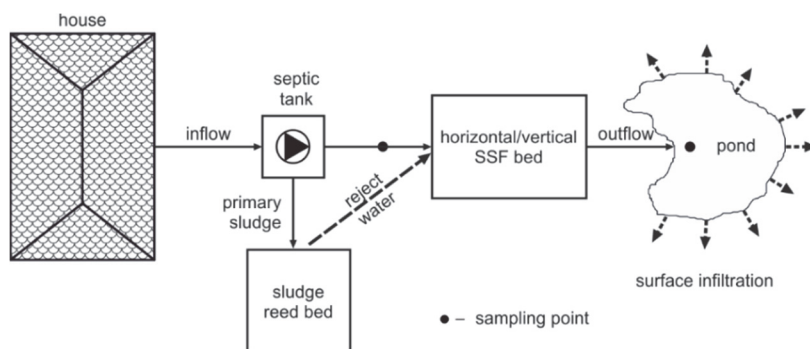 house
septic
tank
inflow
primary
sludge
reject
water
sludge
reed bed
horizontal/vertical
SSF bed
outflow
pond
surface infiltration
– sampling point